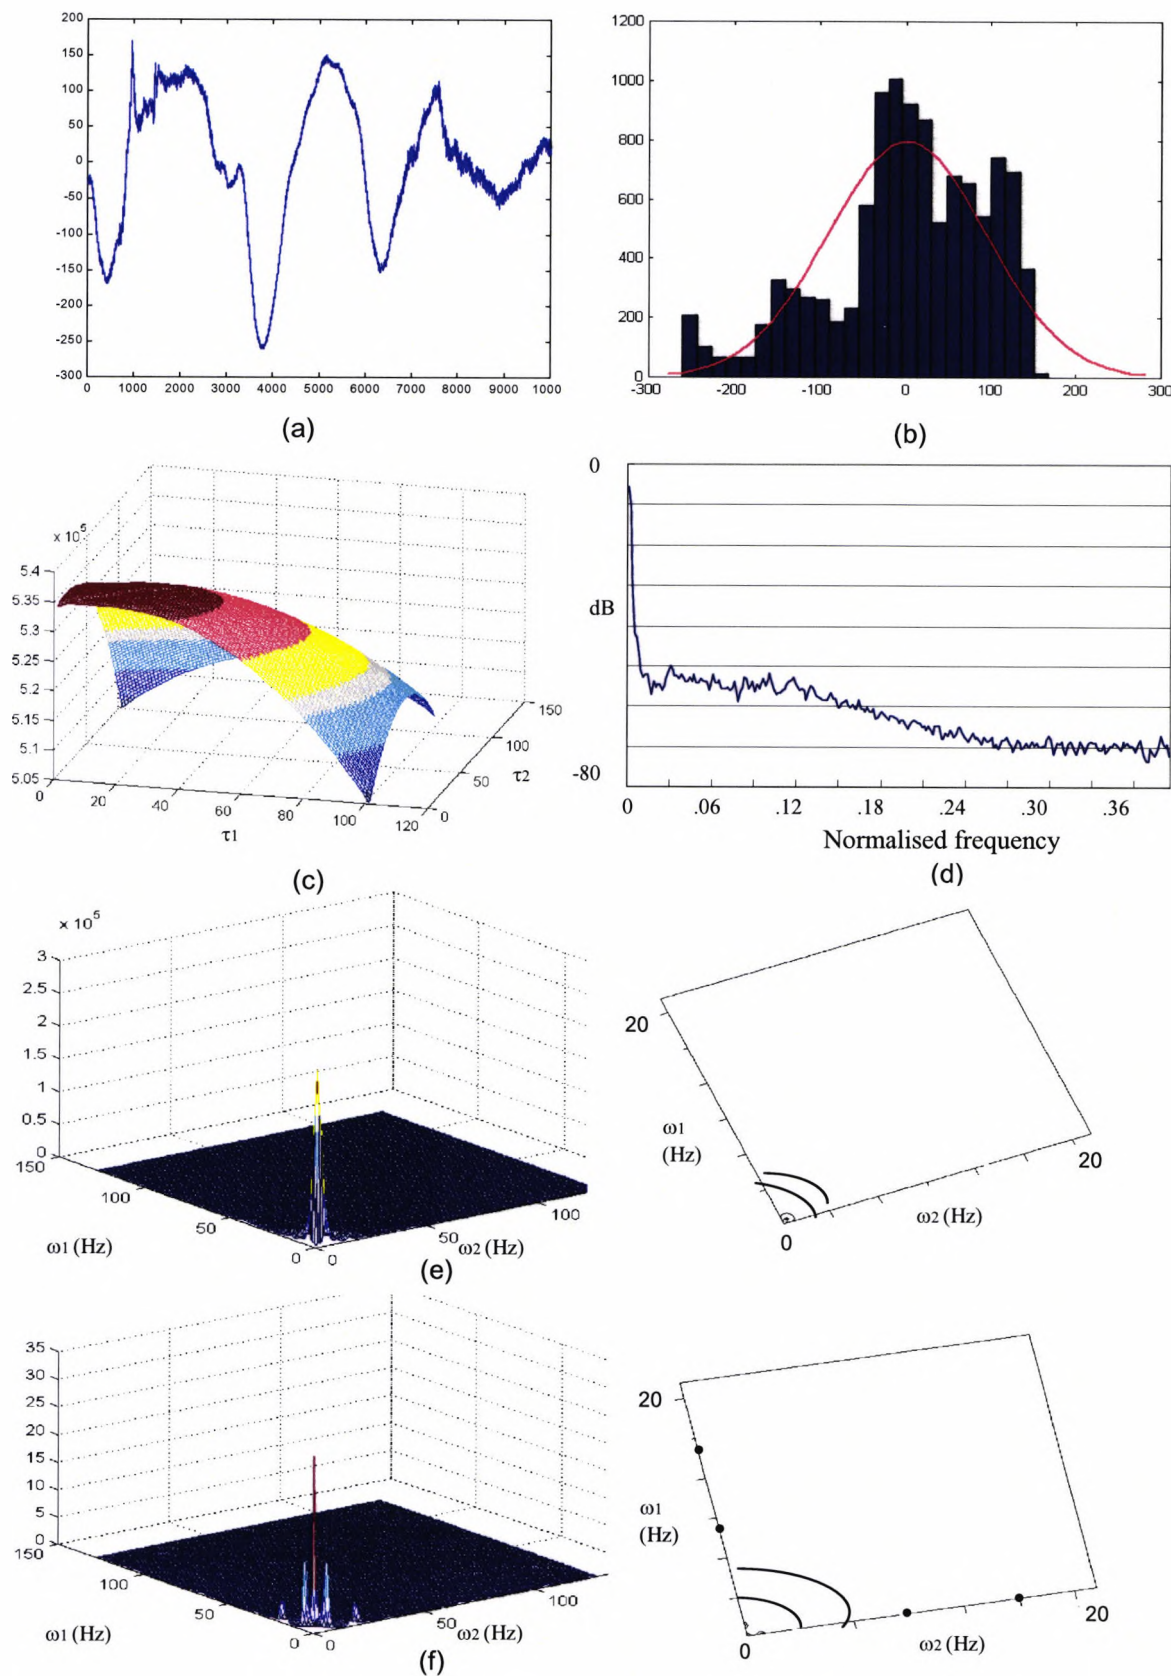 200
150
100
50
0
-50
-100
-150
-200
-250
-300
0 1000 2000 3000 4000 5000 6000 7000 8000 9000 1000
(a)
1200
1000
800
600
400
200
0
-300 -200 -100 0 100 200 300
(b)
x 10^5
5.4
5.35
5.3
5.25
5.2
5.15
5.1
5.05
0 20 40 60 80 100 120
τ1
0 50 100 150
τ2
(c)
0
dB
-80
0 .06 .12 .18 .24 .30 .36
Normalised frequency
(d)
x 10^5
3
2.5
2
1.5
1
0.5
0
150 100 50 0
ω1 (Hz)
0 50 100
ω2 (Hz)
(e)
20
ω1
(Hz)
0
ω2 (Hz)
20
35
30
25
20
15
10
5
0
150 100 50 0
ω1 (Hz)
0 50 100
ω2 (Hz)
(f)
20
ω1
(Hz)
0
ω2 (Hz)
20